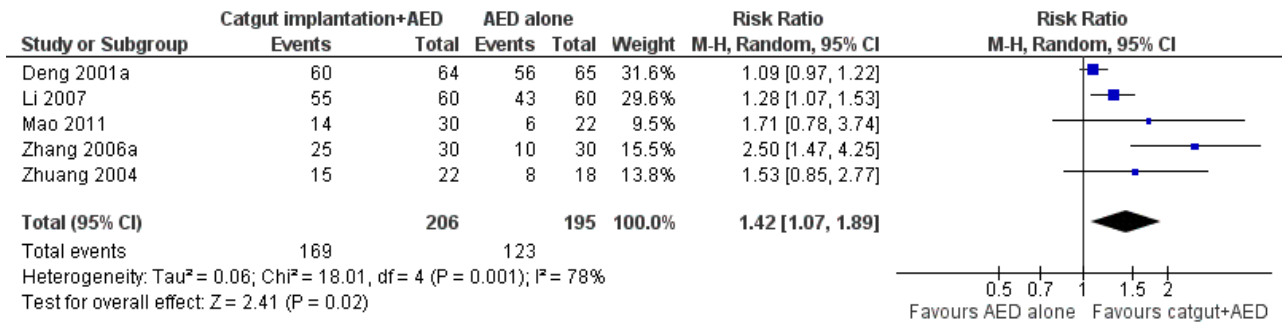 Catgut implantation+AED AED alone Risk Ratio Risk Ratio
Study or Subgroup Events Total Events Total Weight M-H, Random, 95% CI M-H, Random, 95% CI
Deng 2001a 60 64 56 65 31.6% 1.09 [0.97, 1.22]
Li 2007 55 60 43 60 29.6% 1.28 [1.07, 1.53]
Mao 2011 14 30 6 22 9.5% 1.71 [0.78, 3.74]
Zhang 2006a 25 30 10 30 15.5% 2.50 [1.47, 4.25]
Zhuang 2004 15 22 8 18 13.8% 1.53 [0.85, 2.77]
Total (95% CI) 206 195 100.0% 1.42 [1.07, 1.89]
Total events 169 123
Heterogeneity: Tau² = 0.06; Chi² = 18.01, df = 4 (P = 0.001); I² = 78%
Test for overall effect: Z = 2.41 (P = 0.02)
0.5 0.7 1 1.5 2
Favours AED alone Favours catgut+AED